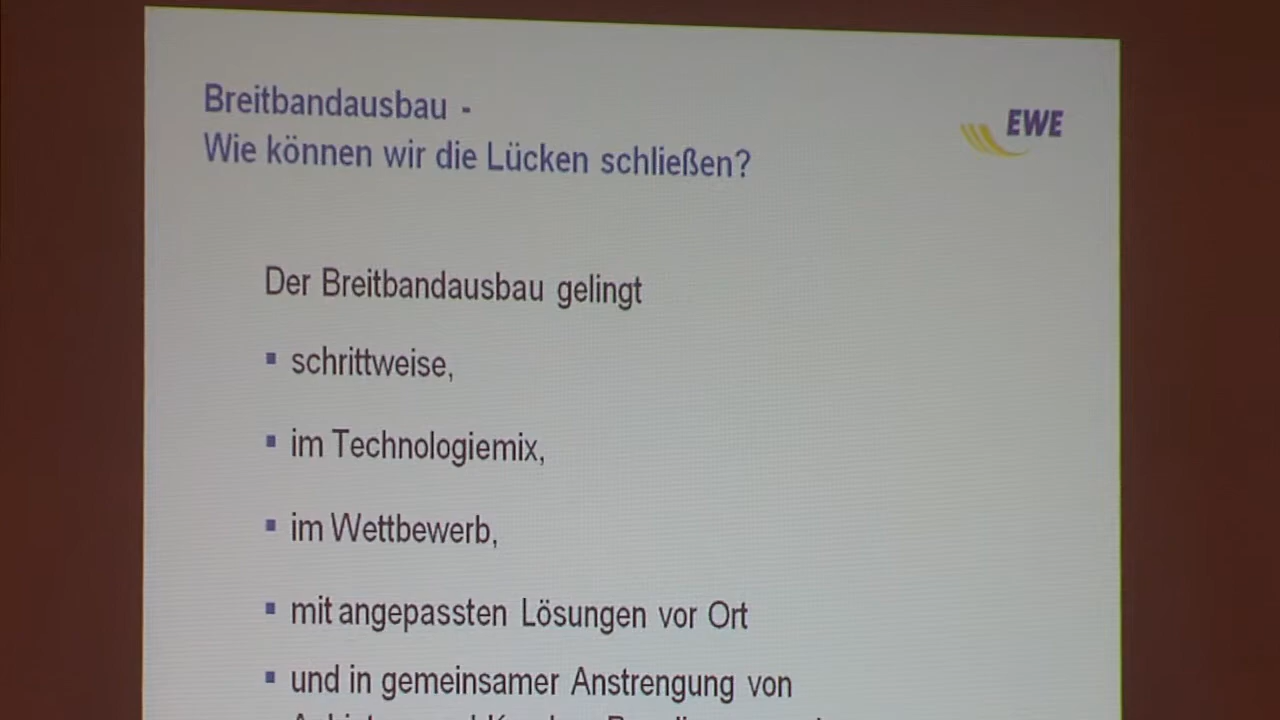 Breitbandausbau -
Wie können wir die Lücken schließen?
EWE
Der Breitbandausbau gelingt
▪ schrittweise,
▪ im Technologiemix,
▪ im Wettbewerb,
▪ mit angepassten Lösungen vor Ort
▪ und in gemeinsamer Anstrengung von